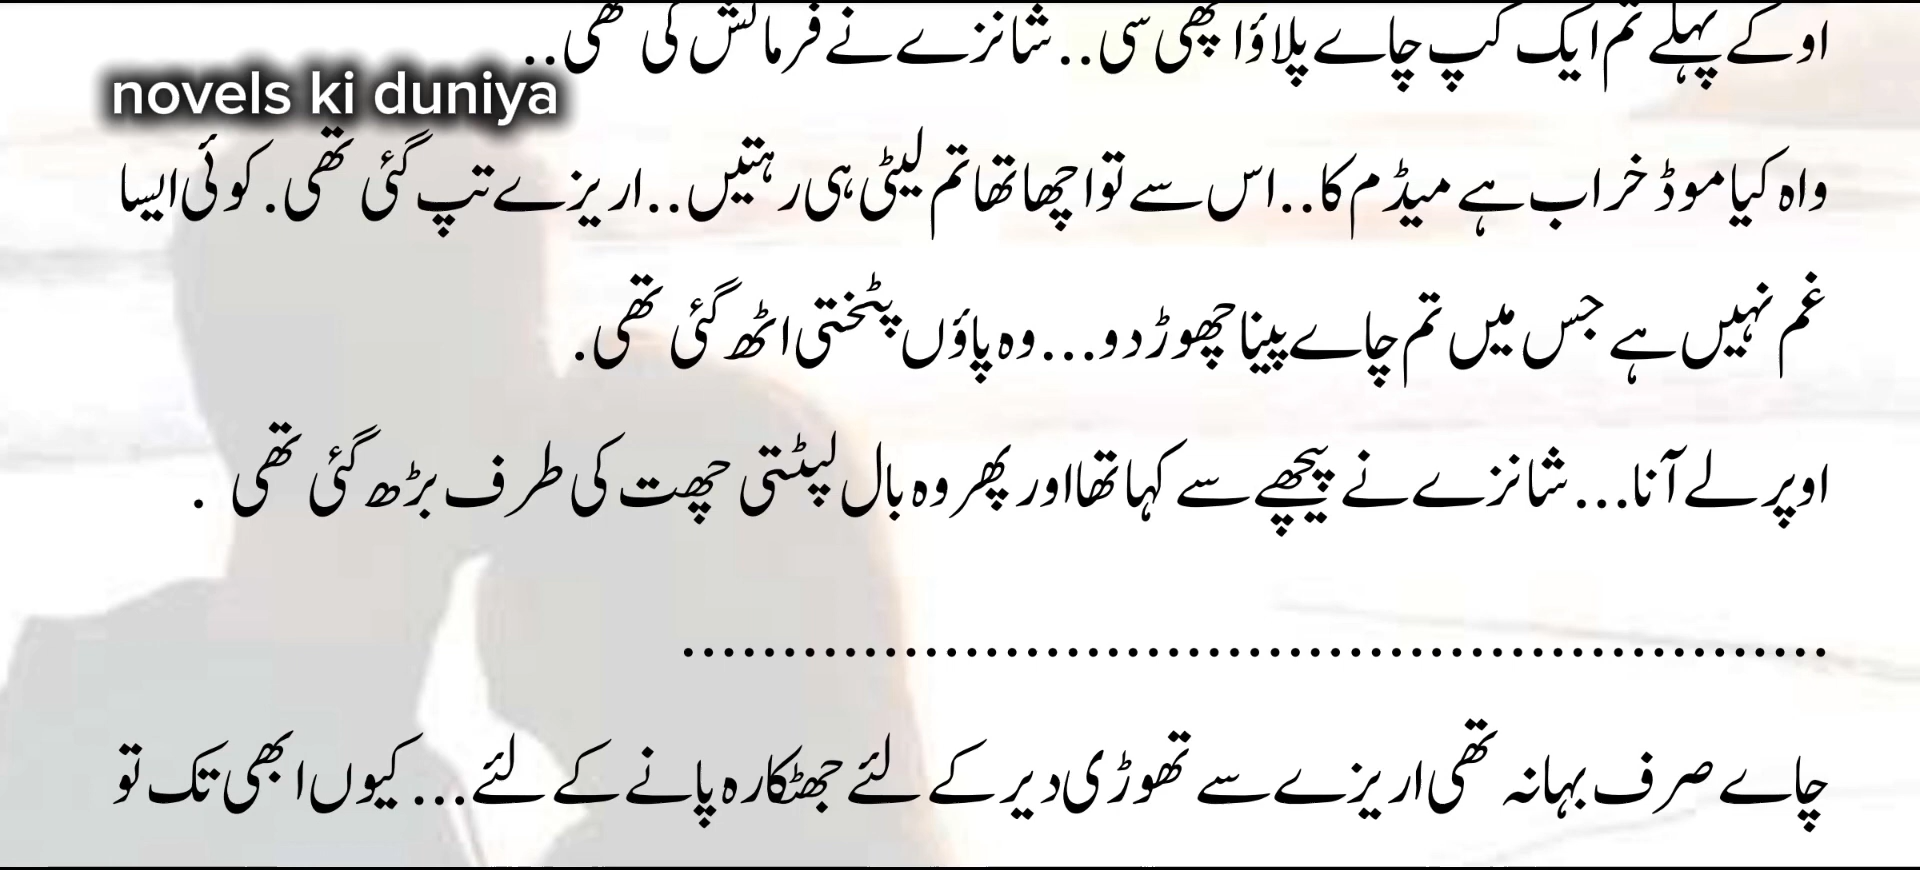 اوکے پہلے تم ایک کپ چاے پلاؤ اچھی سی.. شانزے نے فرمائش کی تھی..
novels ki duniya
واہ کیا موڈ خراب ہے میڈم کا.. اس سے تو اچھا تھا تم لیٹی ہی رہتیں.. اریزے تپ گئی تھی. کوئی ایسا
غم نہیں ہے جس میں تم چاے پینا چھوڑ دو... وہ پاؤں پٹختی اٹھ گئی تھی.
اوپر لے آنا... شانزے نے پیچھے سے کہا تھا اور پھر وہ بال لپٹتی چھت کی طرف بڑھ گئی تھی .
.........................................................
چاے صرف بہانہ تھی اریزے سے تھوڑی دیر کے لئے جھٹکارہ پانے کے لئے... کیوں ابھی تک تو